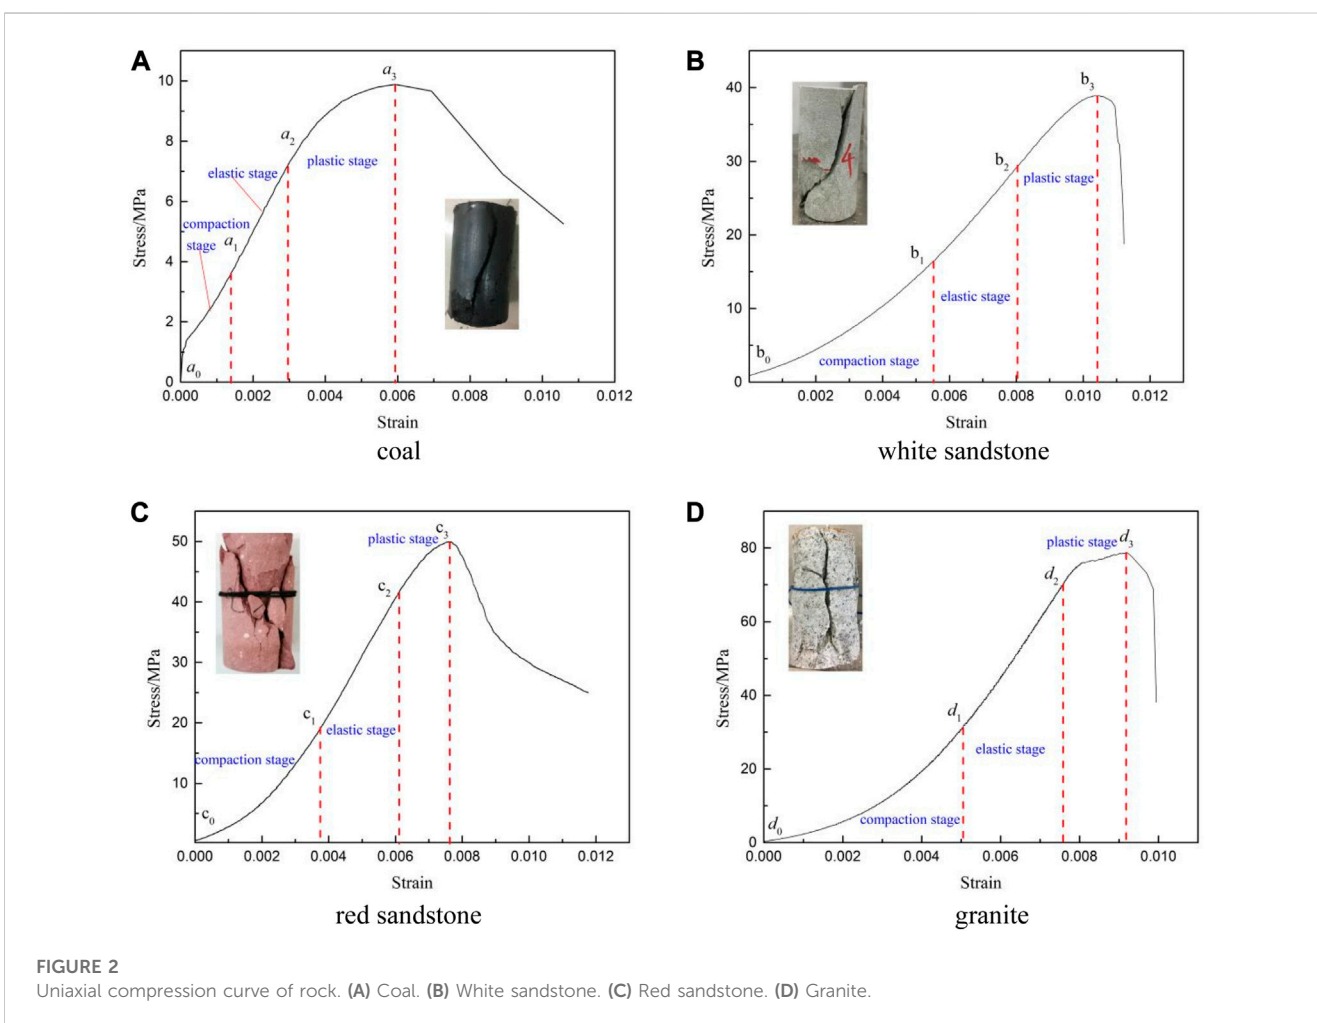 A
Stress/MPa
10
8
6
4
2
0
0.000 0.002 0.004 0.006 0.008 0.010 0.012
Strain
a0
a1
a2
a3
compaction
stage
elastic stage
plastic stage
coal
B
Stress/MPa
40
30
20
10
0
0.002 0.004 0.006 0.008 0.010 0.012
Strain
b0
b1
b2
b3
compaction stage
elastic stage
plastic stage
4
white sandstone
C
Stress/MPa
50
40
30
20
10
0.000 0.002 0.004 0.006 0.008 0.010 0.012
Strain
c0
c1
c2
c3
compaction stage
elastic stage
plastic stage
red sandstone
D
Stress/MPa
80
60
40
20
0
0.000 0.002 0.004 0.006 0.008 0.010
Strain
d0
d1
d2
d3
compaction stage
elastic stage
plastic stage
granite
FIGURE 2
Uniaxial compression curve of rock. (A) Coal. (B) White sandstone. (C) Red sandstone. (D) Granite.